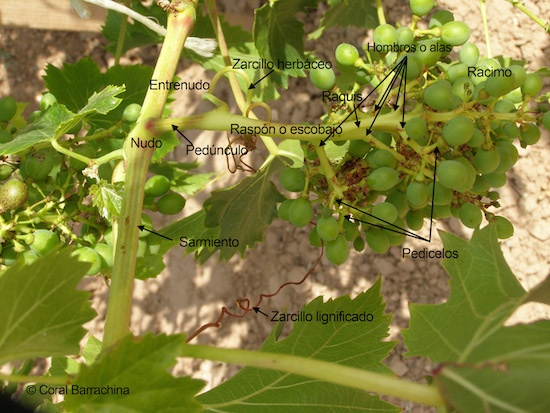 Hombros o alas
Zarcillo herbáceo
Racimo
Entrenudo
Raquis
Raspón o escobajo
Nudo
Pedúnculo
Sarmiento
Pedicelos
Zarcillo lignificado
© Coral Barrachina